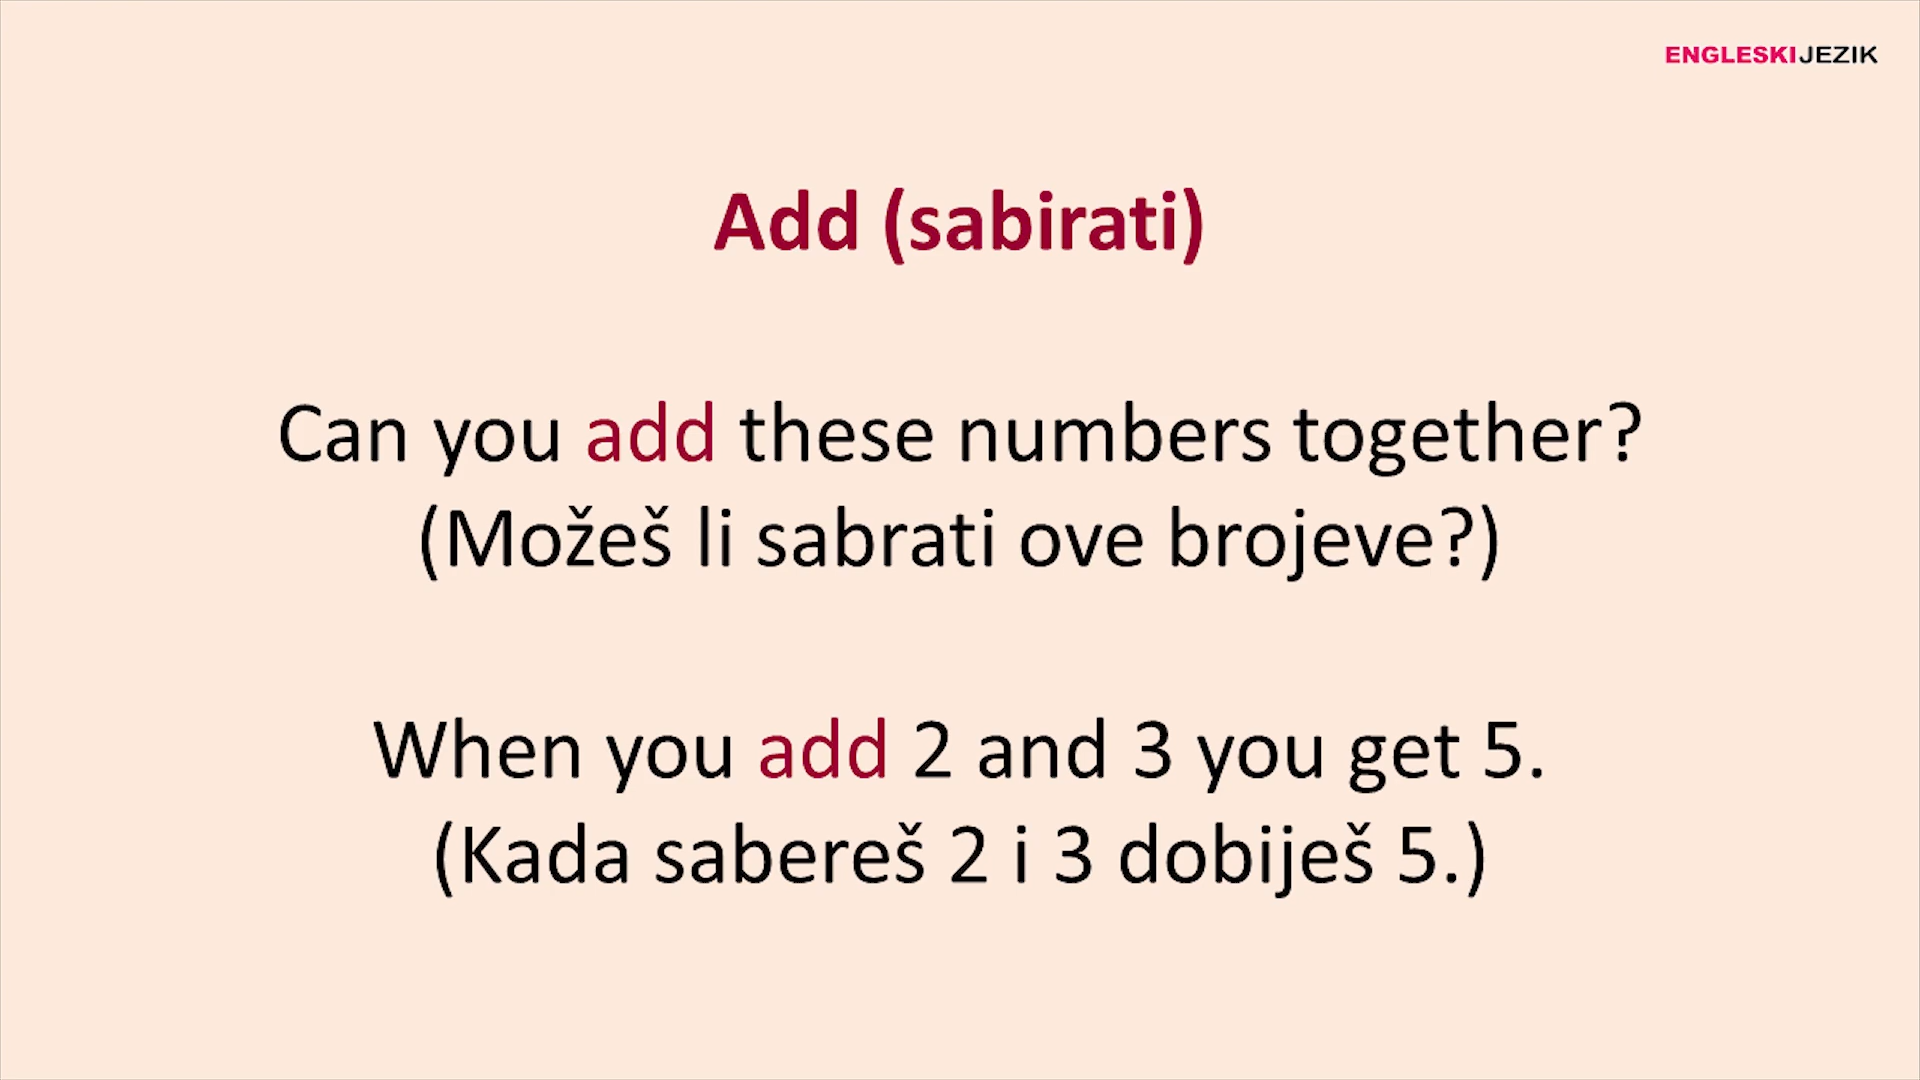 ENGLESKIJEZIK
Add (sabirati)
Can you add these numbers together?
(Možeš li sabrati ove brojeve?)
When you add 2 and 3 you get 5.
(Kada sabereš 2 i 3 dobiješ 5.)